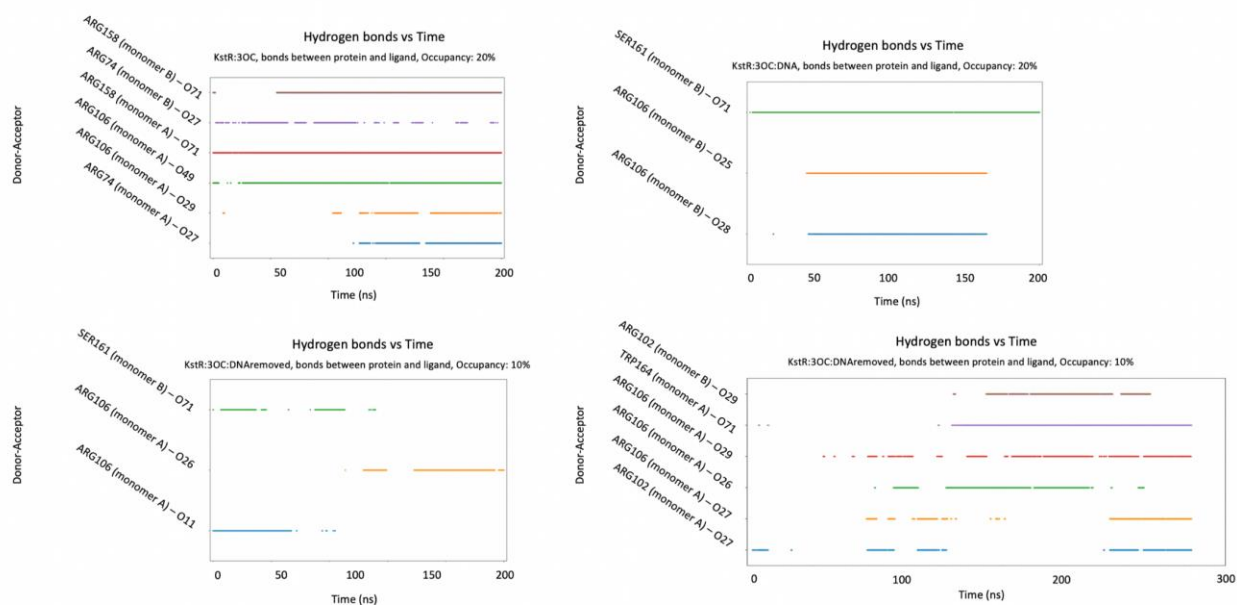 Hydrogen bonds vs Time
KstR:3OC, bonds between protein and ligand, Occupancy: 20%
Donor-Acceptor
ARG158 (monomer B) – O71
ARG74 (monomer B) – O27
ARG158 (monomer A) – O71
ARG106 (monomer A) – O49
ARG106 (monomer A) – O29
ARG74 (monomer A) – O27
0 50 100 150 200
Time (ns)
Hydrogen bonds vs Time
KstR:3OC:DNA, bonds between protein and ligand, Occupancy: 20%
Donor-Acceptor
SER161 (monomer B) – O71
ARG106 (monomer B) – O25
ARG106 (monomer B) – O28
0 50 100 150 200
Time (ns)
Hydrogen bonds vs Time
KstR:3OC:DNAremoved, bonds between protein and ligand, Occupancy: 10%
Donor-Acceptor
SER161 (monomer B) – O71
ARG106 (monomer A) – O26
ARG106 (monomer A) – O11
0 50 100 150 200
Time (ns)
Hydrogen bonds vs Time
KstR:3OC:DNAremoved, bonds between protein and ligand, Occupancy: 10%
Donor-Acceptor
ARG102 (monomer B) – O29
TRP164 (monomer A) – O71
ARG106 (monomer A) – O29
ARG106 (monomer A) – O26
ARG106 (monomer A) – O27
ARG102 (monomer A) – O27
0 100 200 300
Time (ns)